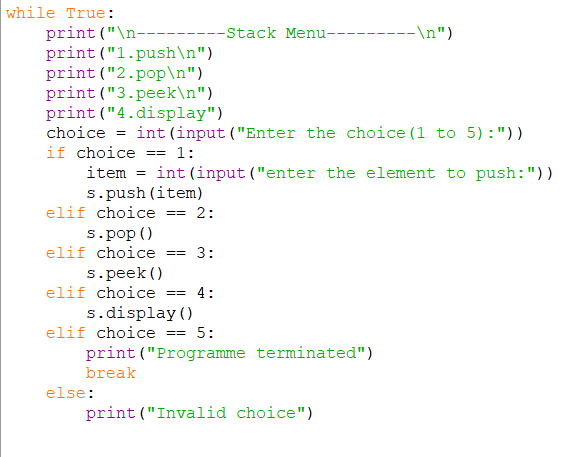 while True:
    print("\n---------Stack Menu---------\n")
    print("1.push\n")
    print("2.pop\n")
    print("3.peek\n")
    print("4.display")
    choice = int(input("Enter the choice(1 to 5):"))
    if choice == 1:
        item = int(input("enter the element to push:"))
        s.push(item)
    elif choice == 2:
        s.pop()
    elif choice == 3:
        s.peek()
    elif choice == 4:
        s.display()
    elif choice == 5:
        print("Programme terminated")
        break
    else:
        print("Invalid choice")